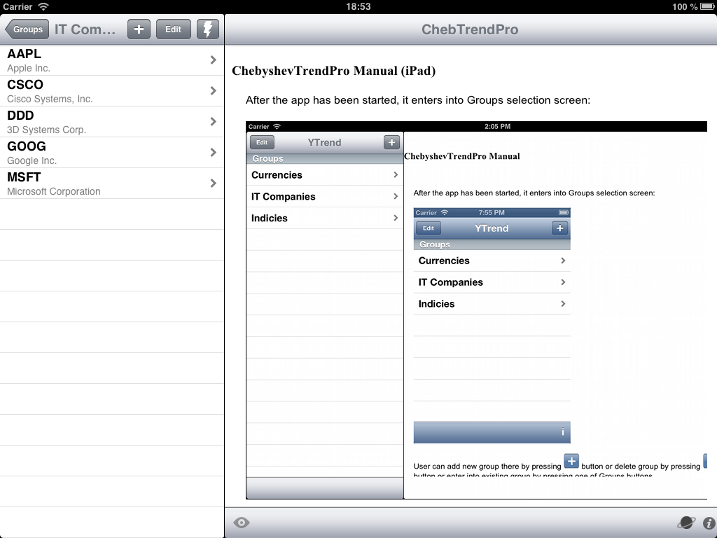 Carrier 18:53 100 %
Groups IT Com... + Edit
ChebTrendPro
AAPL
Apple Inc.
CSCO
Cisco Systems, Inc.
DDD
3D Systems Corp.
GOOG
Google Inc.
MSFT
Microsoft Corporation
ChebyshevTrendPro Manual (iPad)
After the app has been started, it enters into Groups selection screen:
Carrier 2:05 PM
Edit YTrend +
Groups
Currencies
IT Companies
Indicies
ChebyshevTrendPro Manual
After the app has been started, it enters into Groups selection screen:
Carrier 7:55 PM
Edit YTrend +
Groups
Currencies
IT Companies
Indicies
i
User can add new group there by pressing + button or delete group by pressing
button or enter into existing group by pressing one of Groups buttons
i